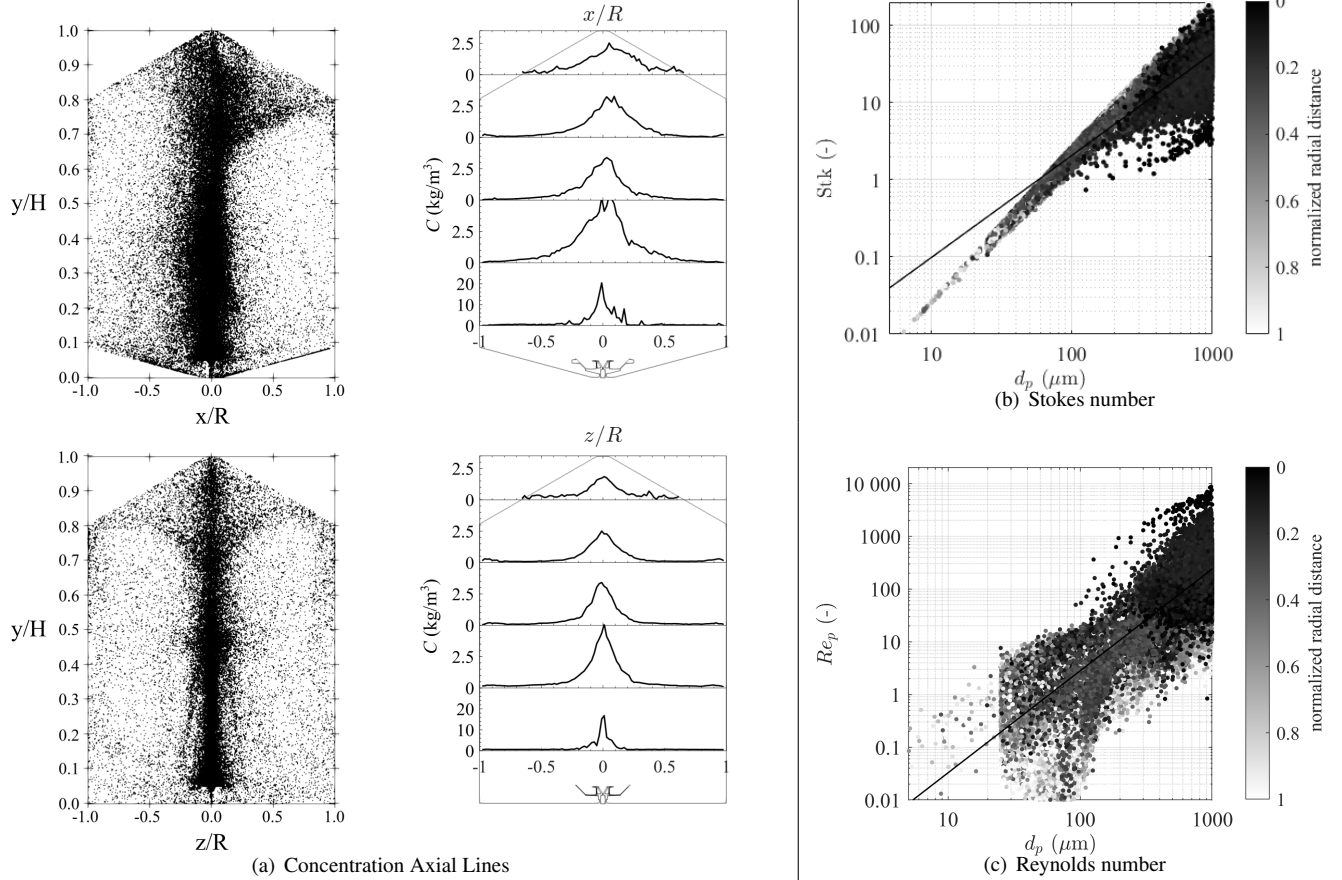 1.0
0.9
0.8
0.7
0.6
0.5
0.4
0.3
0.2
0.1
0.0
y/H
-1.0 -0.5 0.0 0.5 1.0
x/R
x/R
2.5
0
2.5
0
2.5
0
2.5
0
20
10
0
C (kg/m³)
-1 -0.5 0 0.5 1
1.0
0.9
0.8
0.7
0.6
0.5
0.4
0.3
0.2
0.1
0.0
y/H
-1.0 -0.5 0.0 0.5 1.0
z/R
z/R
2.5
0
2.5
0
2.5
0
2.5
0
20
10
0
C (kg/m³)
-1 -0.5 0 0.5 1
(a) Concentration Axial Lines
100
10
1
0.1
0.01
Stk (-)
10 100 1000
d_p (μm)
0
0.2
0.4
0.6
0.8
1
normalized radial distance
(b) Stokes number
10 000
1000
100
10
1
0.1
0.01
Re_p (-)
10 100 1000
d_p (μm)
0
0.2
0.4
0.6
0.8
1
normalized radial distance
(c) Reynolds number